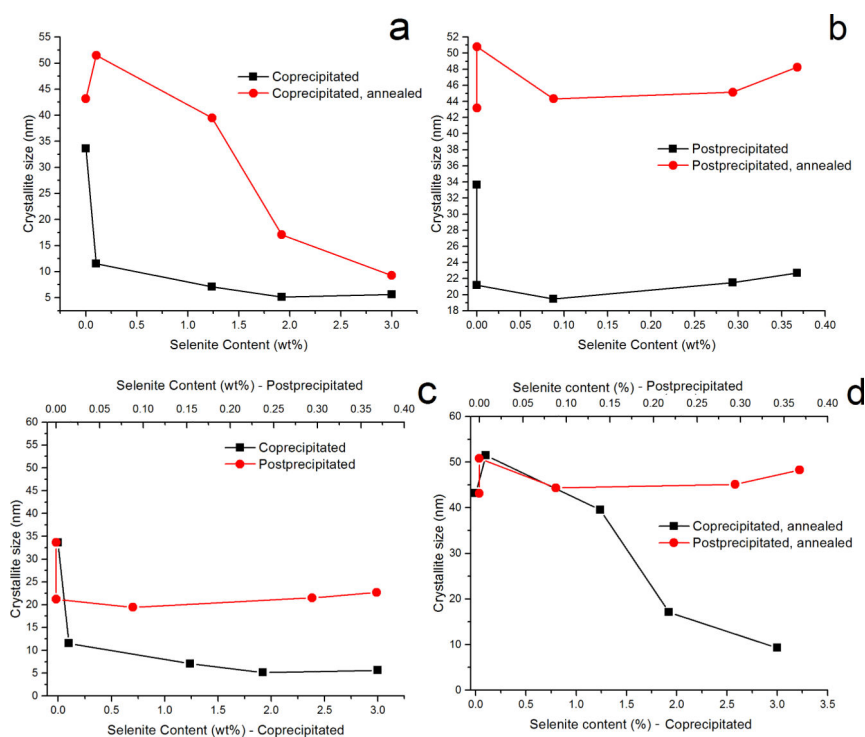 a
55
50
45
40
35
30
25
20
15
10
5
Crystallite size (nm)
Coprecipitated
Coprecipitated, annealed
0.0 0.5 1.0 1.5 2.0 2.5 3.0
Selenite Content (wt%)
b
52
50
48
46
44
42
40
38
36
34
32
30
28
26
24
22
20
18
Crystallite size (nm)
Postprecipitated
Postprecipitated, annealed
0.00 0.05 0.10 0.15 0.20 0.25 0.30 0.35 0.40
Selenite Content (wt%)
Selenite Content (wt%) - Postprecipitated
0.00 0.05 0.10 0.15 0.20 0.25 0.30 0.35 0.40
c
60
55
50
45
40
35
30
25
20
15
10
5
0
Crystallite size (nm)
Coprecipitated
Postprecipitated
0.0 0.5 1.0 1.5 2.0 2.5 3.0
Selenite Content (wt%) - Coprecipitated
Selenite content (%) - Postprecipitated
0.00 0.05 0.10 0.15 0.20 0.25 0.30 0.35 0.40
d
60
50
40
30
20
10
0
Crystallite size (nm)
Coprecipitated, annealed
Postprecipitated, annealed
0.0 0.5 1.0 1.5 2.0 2.5 3.0 3.5
Selenite content (%) - Coprecipitated